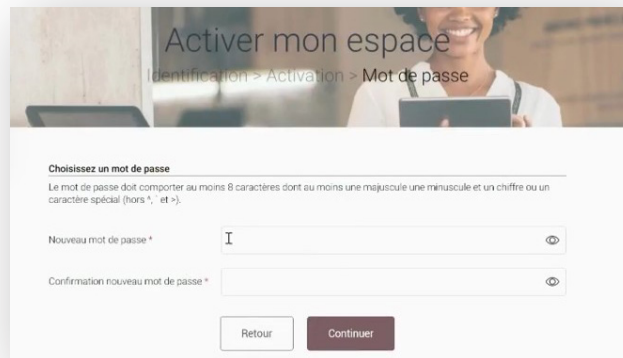 Activer mon espace
Identification > Activation > Mot de passe
Choisissez un mot de passe
Le mot de passe doit comporter au moins 8 caractères dont au moins une majuscule une minuscule et un chiffre ou un
caractère spécial (hors ^, ` et >).
Nouveau mot de passe *
Confirmation nouveau mot de passe *
Retour Continuer